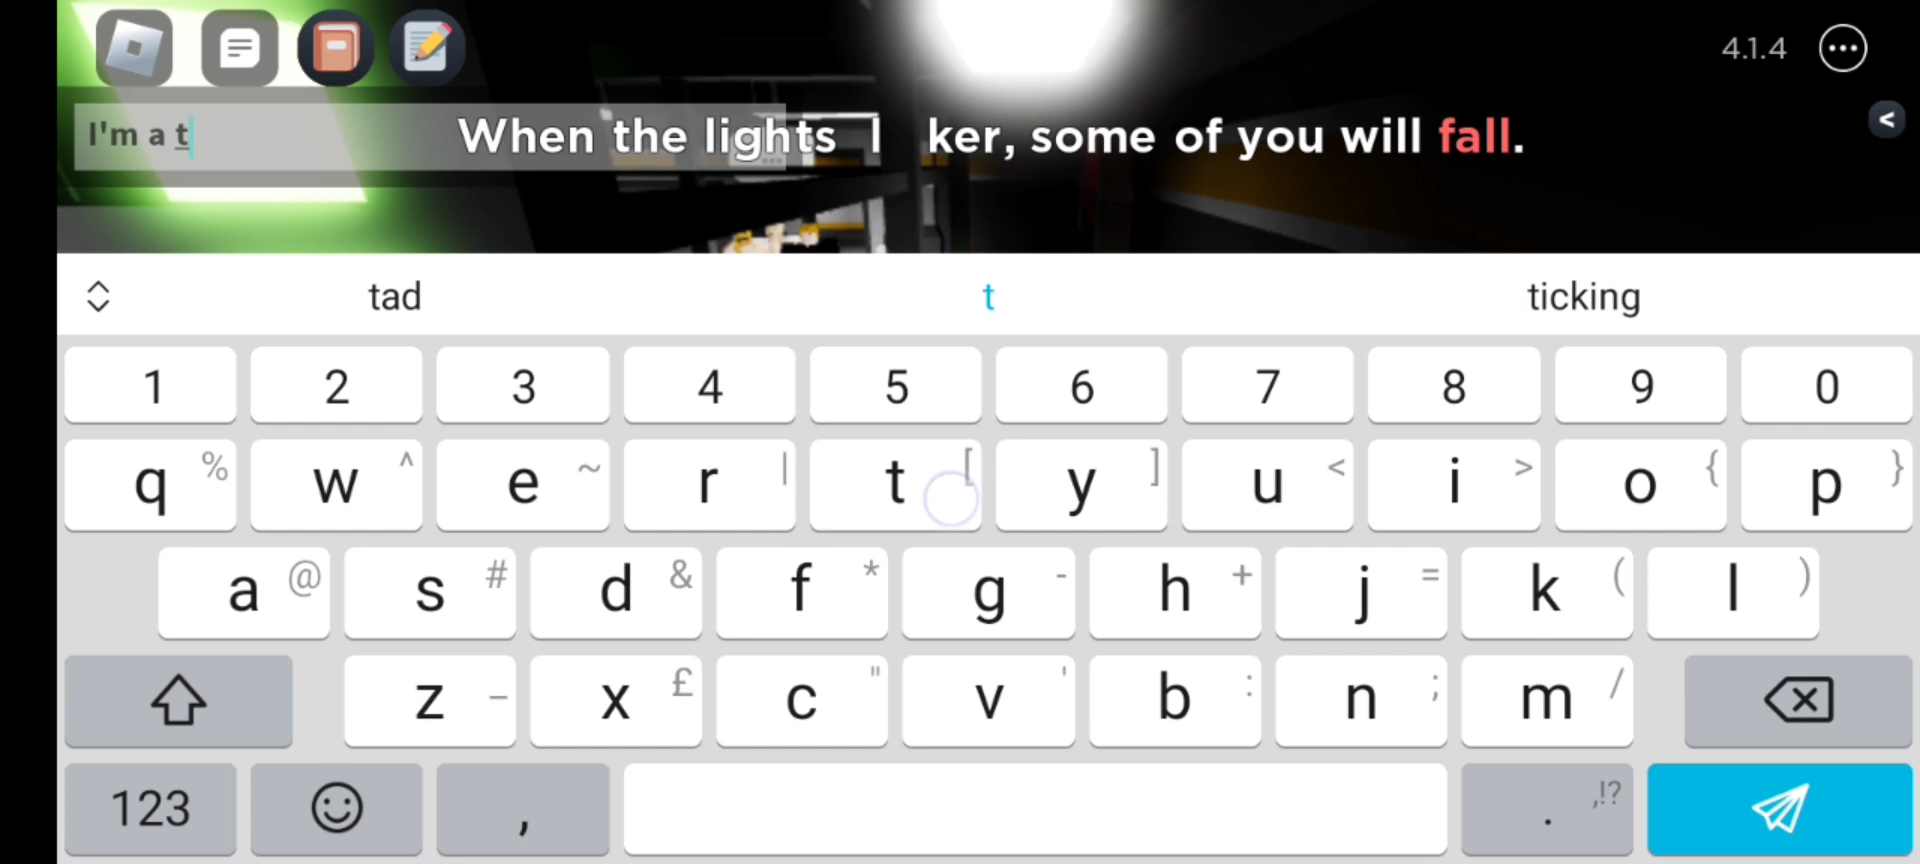 4.1.4
<
I'm a t
When the lights l ker, some of you will fall.
tad t ticking
1 2 3 4 5 6 7 8 9 0
q % w ^ e ~ r | t [ y ] u < i > o { p }
a @ s # d & f * g - h + j = k ( l )
z _ x £ c " v ' b : n ; m /
123 , . ,!?